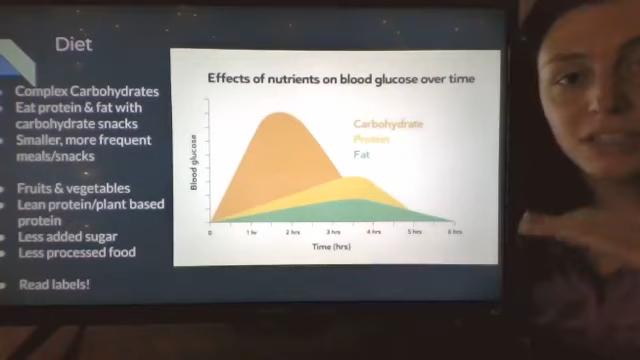 Diet
Complex Carbohydrates
Eat protein & fat with
carbohydrate snacks
Smaller, more frequent
meals/snacks
Fruits & vegetables
Lean protein/plant based
protein
Less added sugar
Less processed food
Read labels!
Effects of nutrients on blood glucose over time
Carbohydrate
Protein
Fat
Blood glucose
0 1 hr 2 hrs 3 hrs 4 hrs 5 hrs 6 hrs
Time (hrs)